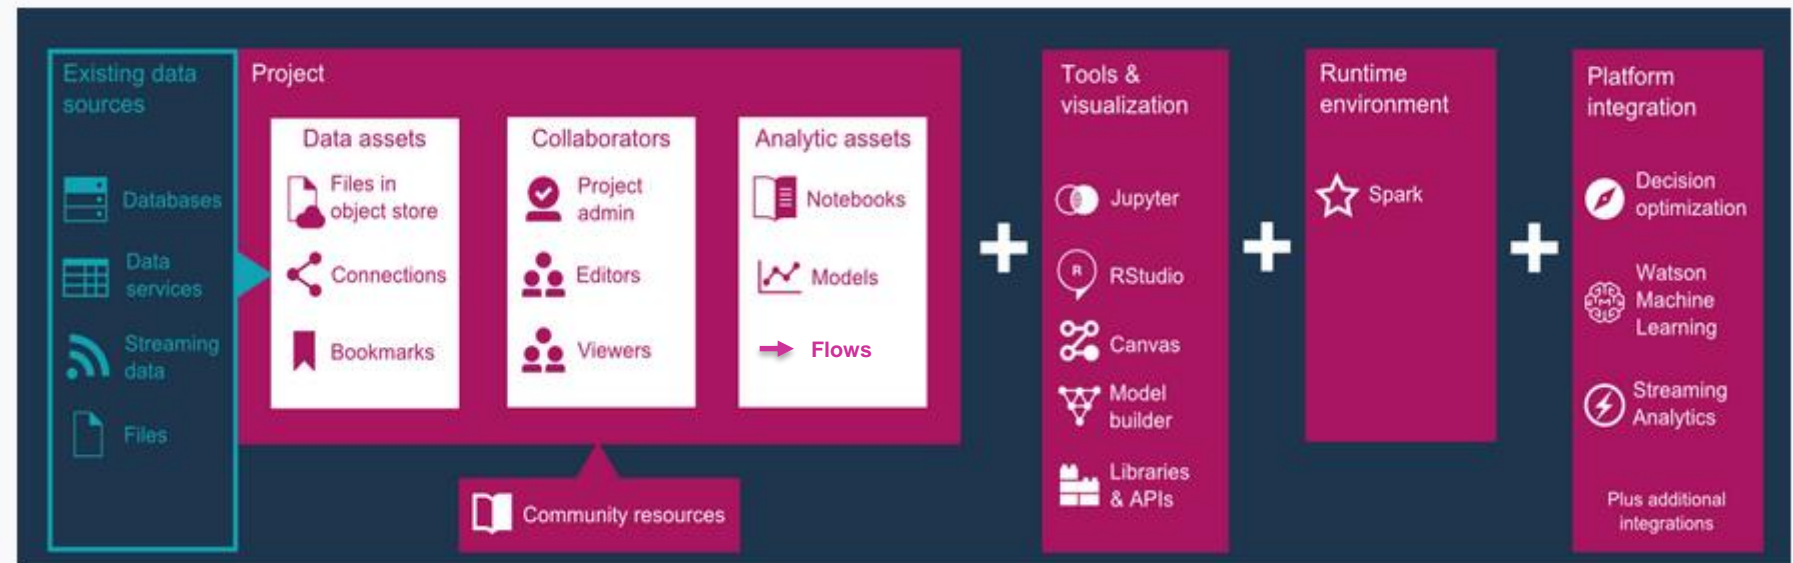 Existing data
sources
Databases
Data
services
Streaming
data
Files
Project
Data assets
Files in
object store
Connections
Bookmarks
Collaborators
Project
admin
Editors
Viewers
Analytic assets
Notebooks
Models
Flows
Community resources
Tools &
visualization
Jupyter
R
RStudio
Canvas
Model
builder
Libraries
& APIs
Runtime
environment
Spark
Platform
integration
Decision
optimization
Watson
Machine
Learning
Streaming
Analytics
Plus additional
integrations